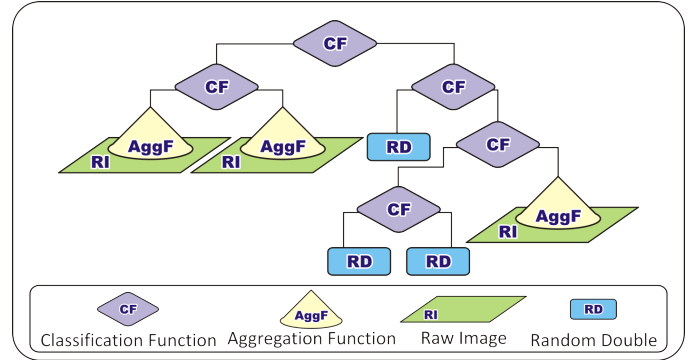 CF
CF
CF
AggF
AggF
RD
CF
RI
RI
CF
AggF
RI
RD
RD
CF
AggF
RI
RD
Classification Function
Aggregation Function
Raw Image
Random Double